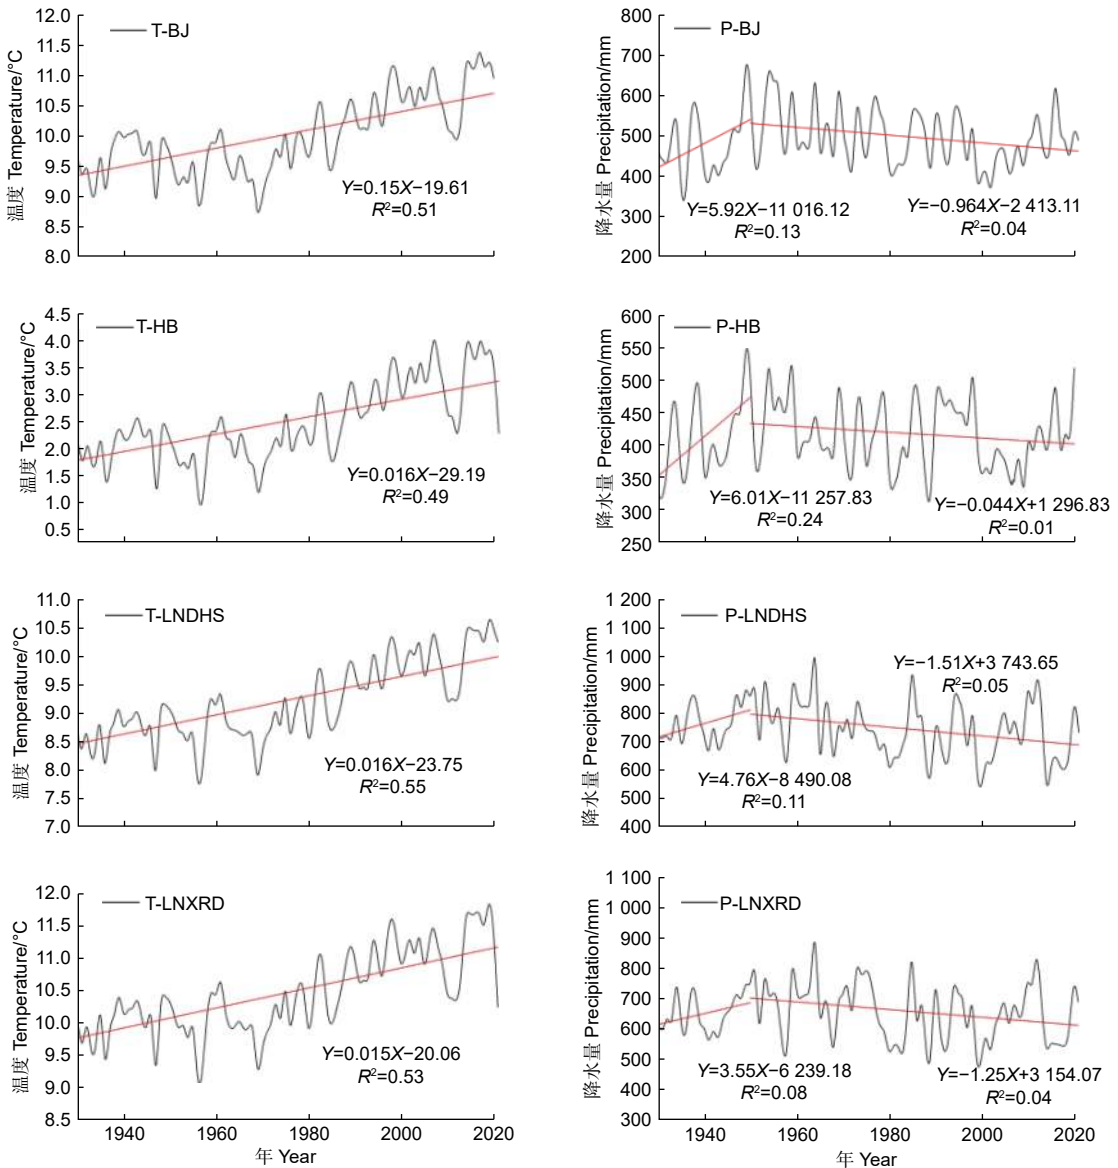 12.0
11.5
11.0
10.5
10.0
9.5
9.0
8.5
8.0
温度 Temperature/°C
T-BJ
Y=0.15X−19.61
R²=0.51
800
700
600
500
400
300
200
降水量 Precipitation/mm
P-BJ
Y=5.92X−11 016.12
R²=0.13
Y=−0.964X−2 413.11
R²=0.04
4.5
4.0
3.5
3.0
2.5
2.0
1.5
1.0
0.5
温度 Temperature/°C
T-HB
Y=0.016X−29.19
R²=0.49
600
550
500
450
400
350
300
250
降水量 Precipitation/mm
P-HB
Y=6.01X−11 257.83
R²=0.24
Y=−0.044X+1 296.83
R²=0.01
11.0
10.5
10.0
9.5
9.0
8.5
8.0
7.5
7.0
温度 Temperature/°C
T-LNDHS
Y=0.016X−23.75
R²=0.55
1 200
1 100
1 000
900
800
700
600
500
400
降水量 Precipitation/mm
P-LNDHS
Y=−1.51X+3 743.65
R²=0.05
Y=4.76X−8 490.08
R²=0.11
12.0
11.5
11.0
10.5
10.0
9.5
9.0
8.5
温度 Temperature/°C
T-LNXRD
Y=0.015X−20.06
R²=0.53
1940 1960 1980 2000 2020
年 Year
1 100
1 000
900
800
700
600
500
400
300
降水量 Precipitation/mm
P-LNXRD
Y=3.55X−6 239.18
R²=0.08
Y=−1.25X+3 154.07
R²=0.04
1940 1960 1980 2000 2020
年 Year